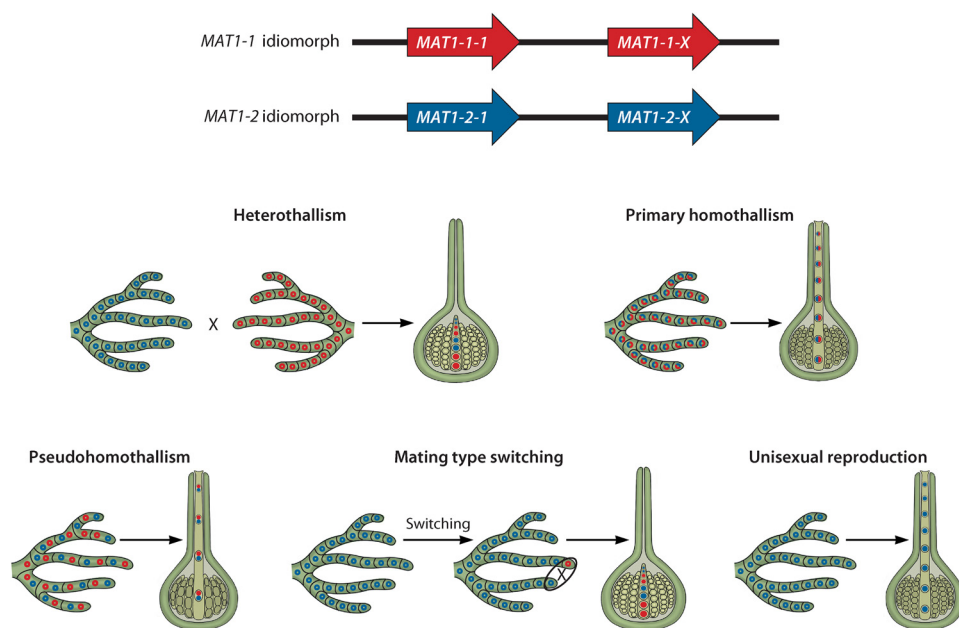 MAT1-1 idiomorph
MAT1-1-1
MAT1-1-X
MAT1-2 idiomorph
MAT1-2-1
MAT1-2-X
Heterothallism
Primary homothallism
X
Pseudohomothallism
Mating type switching
Unisexual reproduction
Switching
X